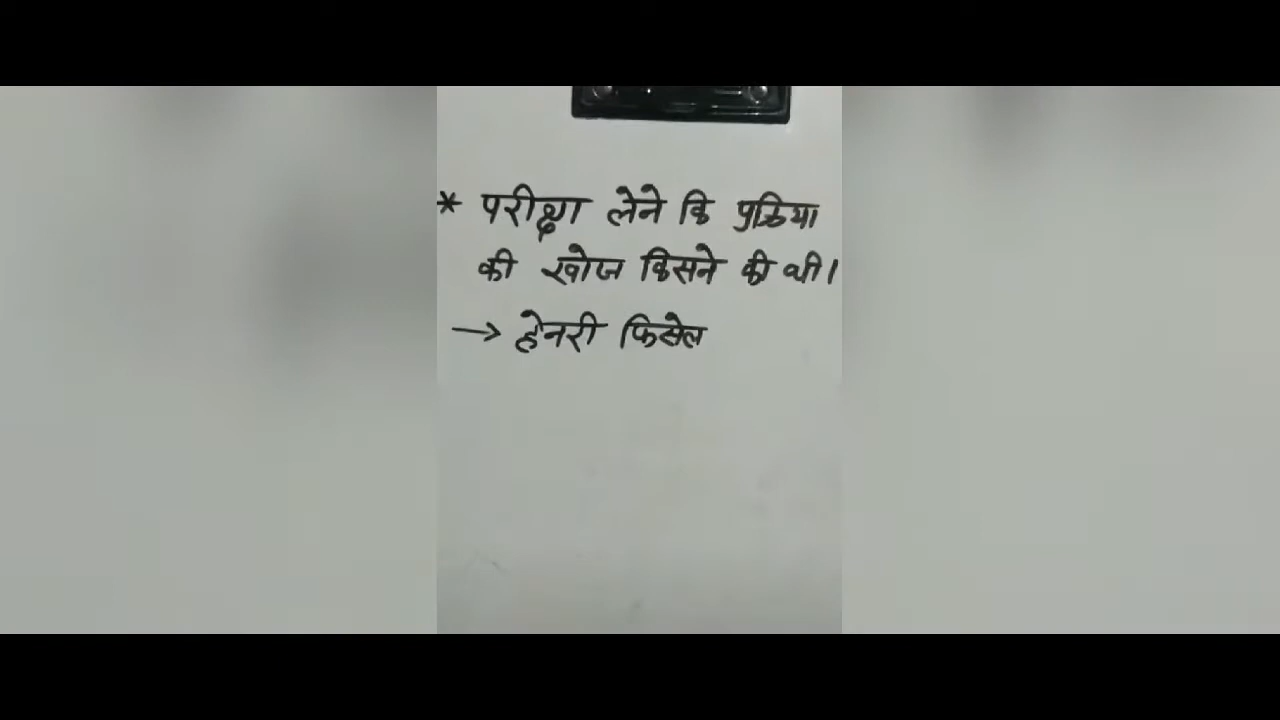 * परीक्षा लेने कि प्रक्रिया
की खोज किसने की थी।
→ हेनरी फिसेल